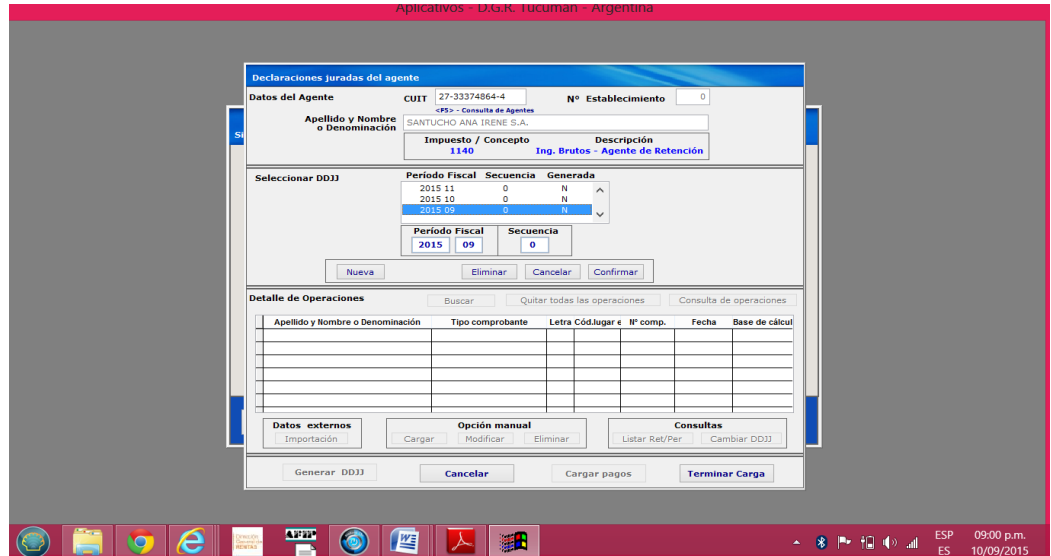 Aplicativos - D.G.R. Tucumán - Argentina
Declaraciones juradas del agente
Datos del Agente CUIT 27-33374864-4 Nº Establecimiento 0
<F5> - Consulta de Agentes
Apellido y Nombre o Denominación SANTUCHO ANA IRENE S.A.
Impuesto / Concepto Descripción
1140 Ing. Brutos - Agente de Retención
Si
Seleccionar DDJJ Período Fiscal Secuencia Generada
2015 11 0 N
2015 10 0 N
2015 09 0 N
Período Fiscal Secuencia
2015 09 0
Nueva Eliminar Cancelar Confirmar
Detalle de Operaciones Buscar Quitar todas las operaciones Consulta de operaciones
Apellido y Nombre o Denominación Tipo comprobante Letra Cód.lugar e Nº comp. Fecha Base de cálcul
Datos externos Opción manual Consultas
Importación Cargar Modificar Eliminar Listar Ret/Per Cambiar DDJJ
Generar DDJJ Cancelar Cargar pagos Terminar Carga
Dirección General de RENTAS
AFIP
ESP 09:00 p.m.
ES 10/09/2015